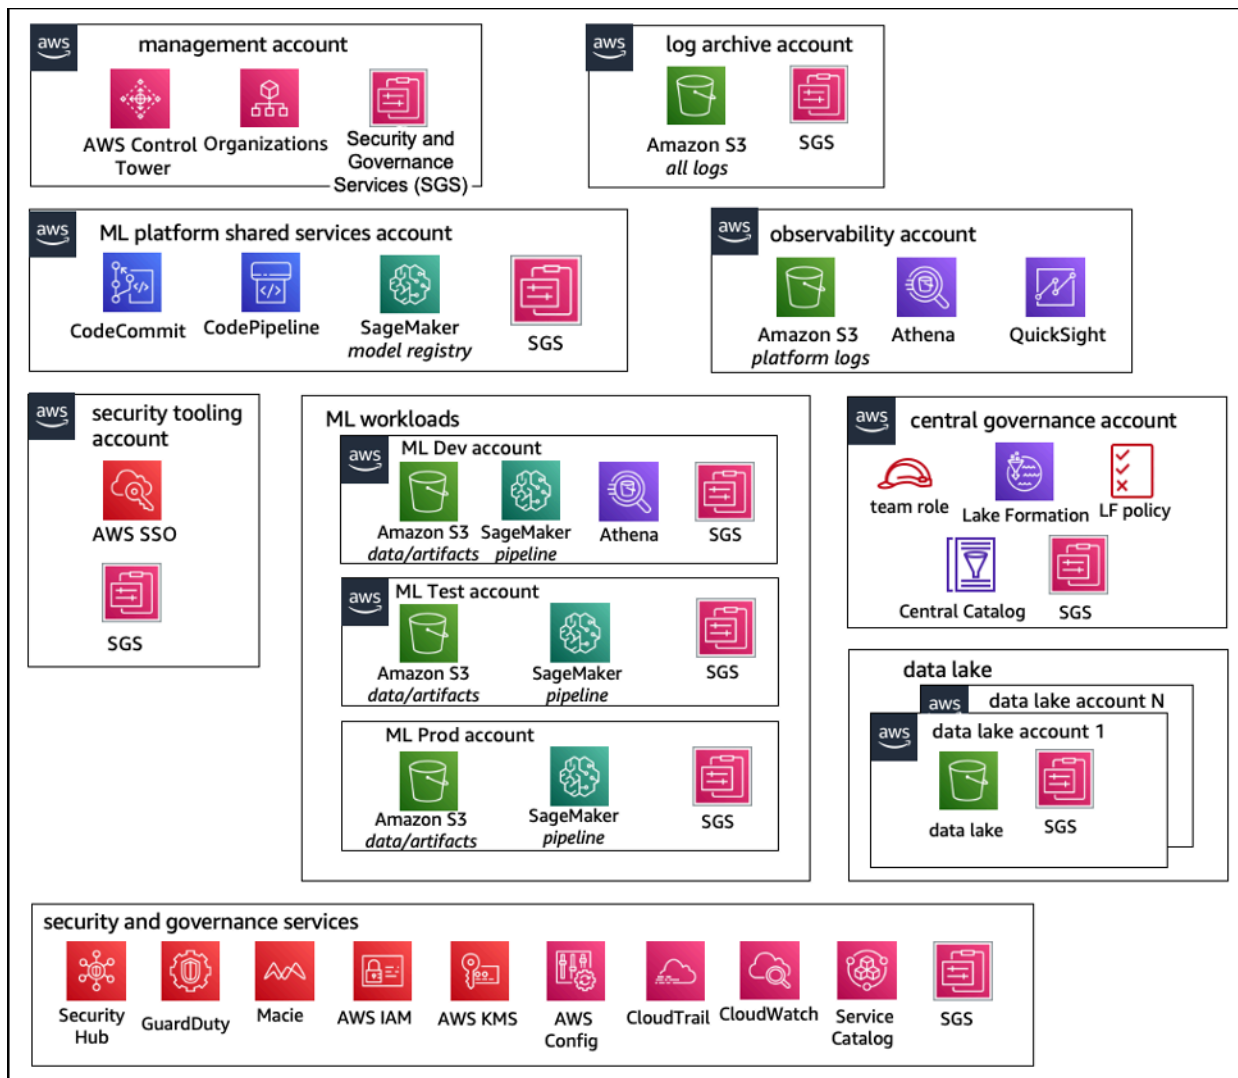 aws
management account
AWS Control
Tower
Organizations
Security and
Governance
Services (SGS)
aws
log archive account
Amazon S3
all logs
SGS
aws
ML platform shared services account
CodeCommit
CodePipeline
SageMaker
model registry
SGS
aws
observability account
Amazon S3
platform logs
Athena
QuickSight
aws
security tooling
account
AWS SSO
SGS
ML workloads
aws
ML Dev account
Amazon S3
data/artifacts
SageMaker
pipeline
Athena
SGS
aws
ML Test account
Amazon S3
data/artifacts
SageMaker
pipeline
SGS
ML Prod account
Amazon S3
data/artifacts
SageMaker
pipeline
SGS
aws
central governance account
team role
Lake Formation
LF policy
Central Catalog
SGS
data lake
aws
data lake account N
aws
data lake account 1
data lake
SGS
security and governance services
Security
Hub
GuardDuty
Macie
AWS IAM
AWS KMS
AWS
Config
CloudTrail
CloudWatch
Service
Catalog
SGS